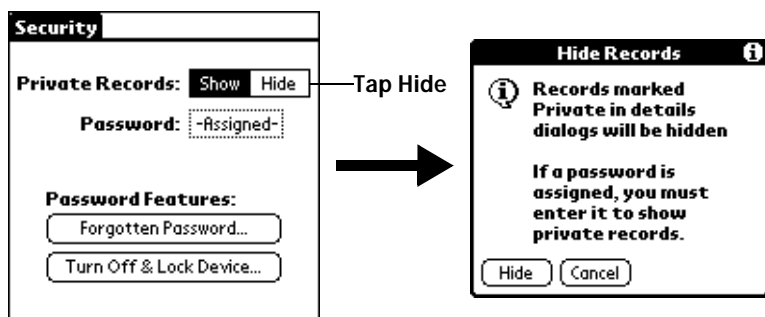 Security
Private Records: Show Hide
Tap Hide
Password: -Assigned-
Password Features:
Forgotten Password...
Turn Off & Lock Device...
Hide Records
Records marked
Private in details
dialogs will be hidden
If a password is
assigned, you must
enter it to show
private records.
Hide Cancel